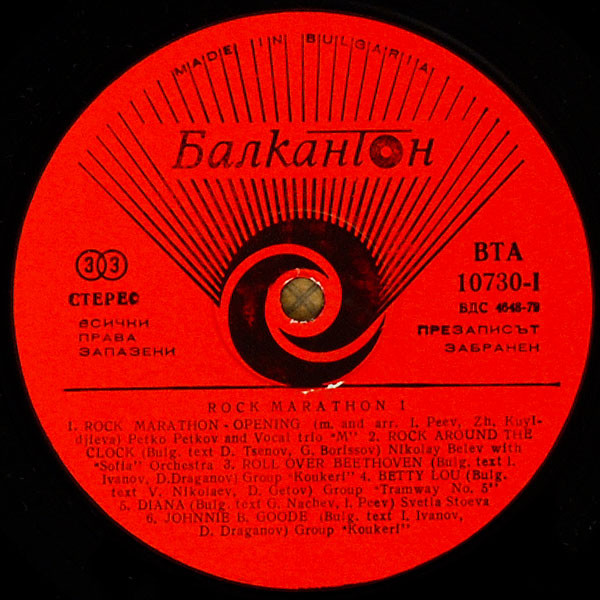 MADE IN BULGARIA
Балкантон
33
СТЕРЕО
ВСИЧКИ
ПРАВА
ЗАПАЗЕНИ
ВТА
10730-I
БДС 4648-79
ПРЕЗАПИСЪТ
ЗАБРАНЕН
ROCK MARATHON I
1. ROCK MARATHON - OPENING (m. and arr. I. Peev, Zh. Kuyl-
djieva) Petko Petkov and Vocal trio "M" 2. ROCK AROUND THE
CLOCK (Bulg. text D. Tsenov, G. Borissov) Nikolay Belev with
"Sofia" Orchestra 3. ROLL OVER BEETHOVEN (Bulg. text I.
Ivanov, D.Draganov) Group "Koukeri" 4. BETTY LOU (Bulg.
text V. Nikolaev, D. Getov) Group "Tramway No. 5"
5. DIANA (Bulg. text G. Nachev, I. Peev) Svetla Stoeva
6. JOHNNIE B. GOODE (Bulg. text I. Ivanov,
D. Draganov) Group "Koukeri"